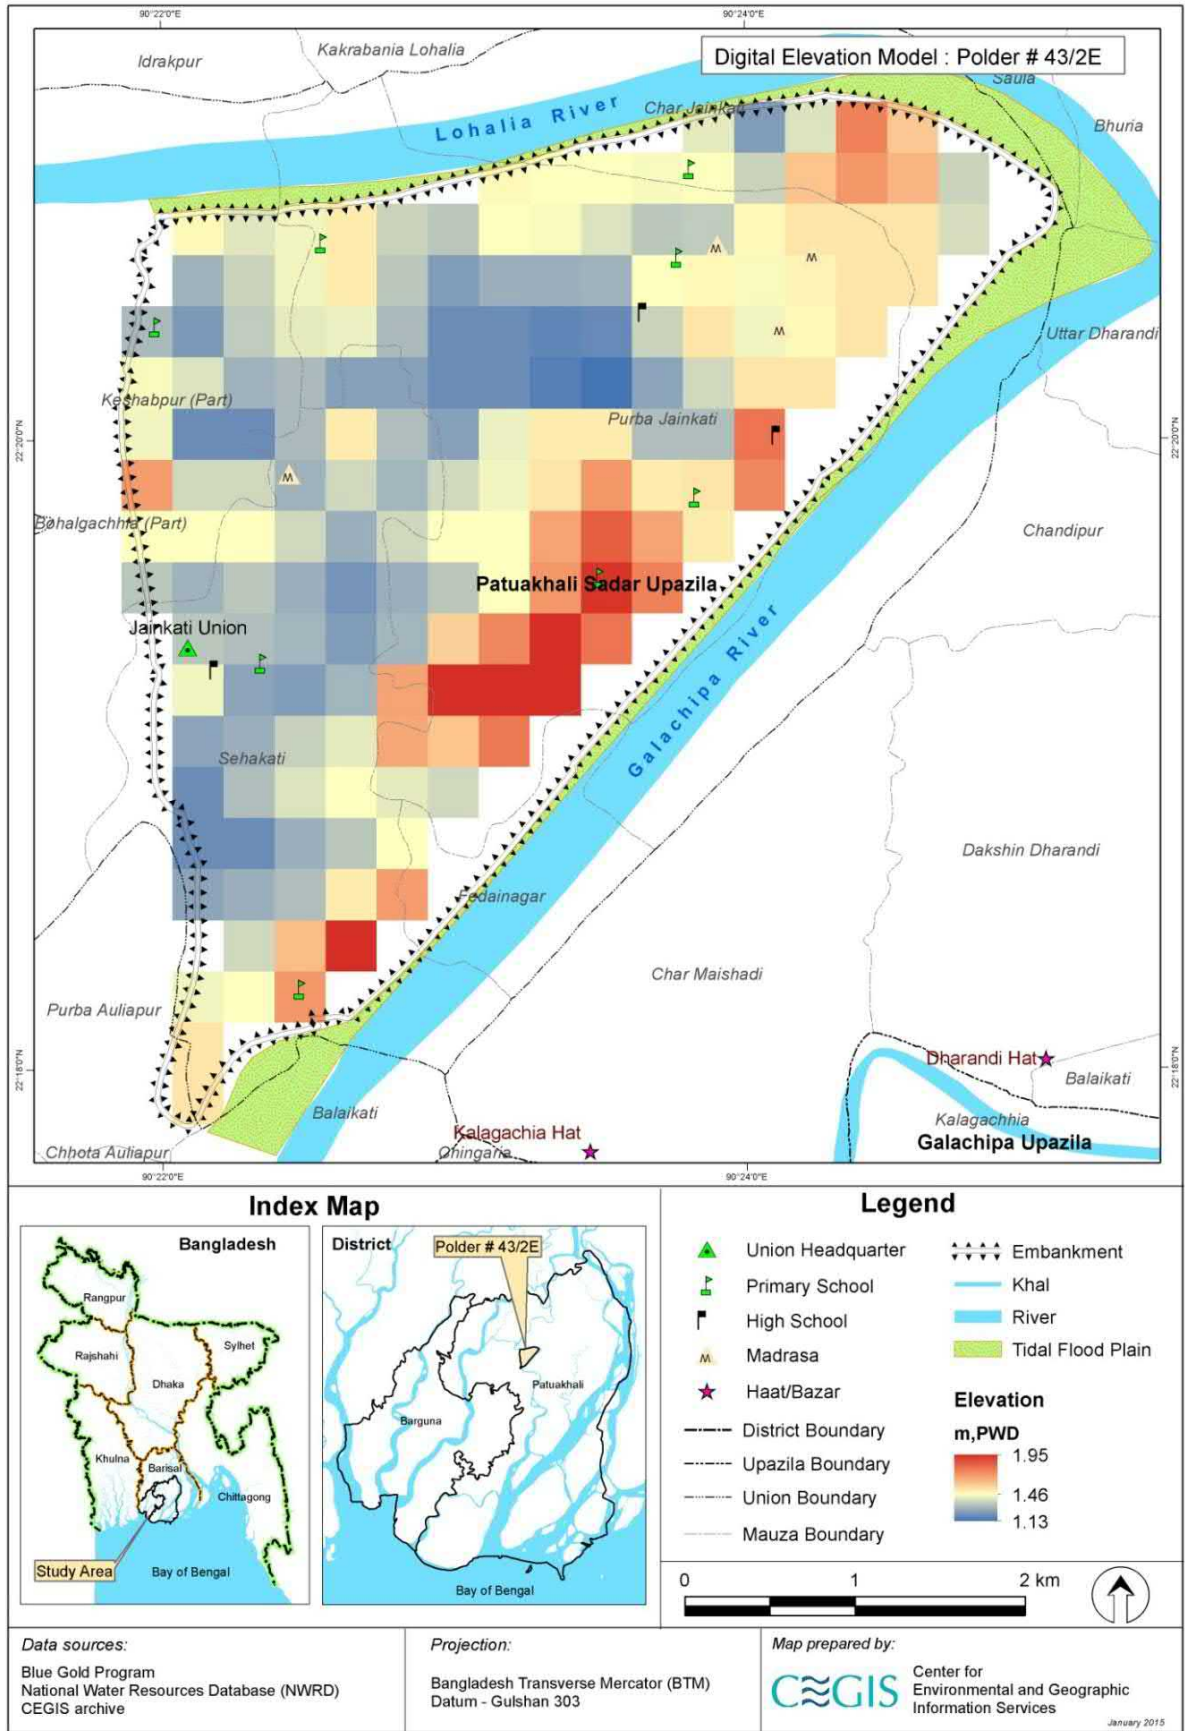 90°22'0"E
90°24'0"E
Digital Elevation Model : Polder # 43/2E
Idrakpur
Kakrabania Lohalia
Saula
Bhuria
Lohalia River
Char Jainkati
Uttar Dharandi
Keshabpur (Part)
Purba Jainkati
22°20'0"N
22°20'0"N
Bohalgachhia (Part)
Chandipur
Patuakhali Sadar Upazila
Jainkati Union
Galachipa River
Sehakati
Dakshin Dharandi
Fedainagar
Char Maishadi
Purba Auliapur
22°18'0"N
22°18'0"N
Dharandi Hat
Balaikati
Balaikati
Kalagachhia
Kalagachia Hat
Galachipa Upazila
Chhota Auliapur
Ohingaria
90°22'0"E
90°24'0"E
Index Map
Bangladesh
Rangpur
Rajshahi
Sylhet
Dhaka
Khulna
Barisal
Chittagong
Study Area
Bay of Bengal
District
Polder # 43/2E
Patuakhali
Barguna
Bay of Bengal
Legend
Union Headquarter
Primary School
High School
Madrasa
Haat/Bazar
District Boundary
Upazila Boundary
Union Boundary
Mauza Boundary
Embankment
Khal
River
Tidal Flood Plain
Elevation
m,PWD
1.95
1.46
1.13
0 1 2 km
Data sources:
Blue Gold Program
National Water Resources Database (NWRD)
CEGIS archive
Projection:
Bangladesh Transverse Mercator (BTM)
Datum - Gulshan 303
Map prepared by:
CEGIS
Center for
Environmental and Geographic
Information Services
January 2015